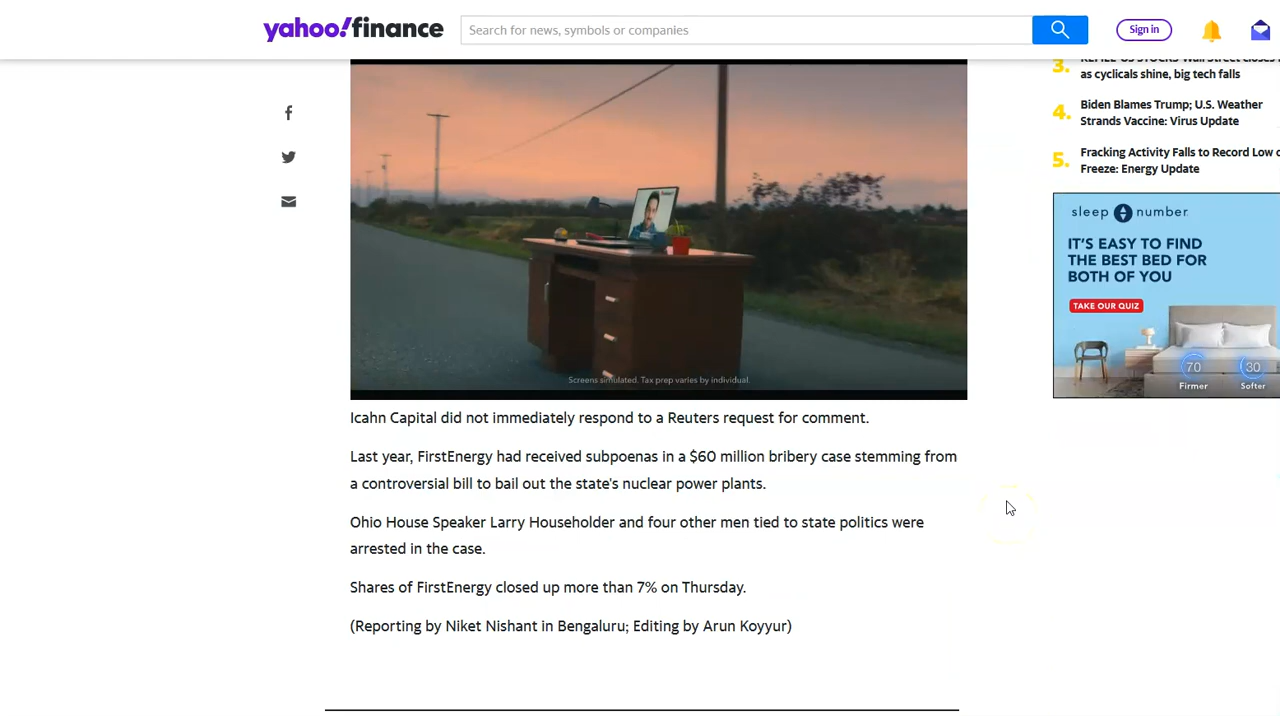 yahoo!finance
Search for news, symbols or companies
Sign in
3.
as cyclicals shine, big tech falls
4. Biden Blames Trump; U.S. Weather
Strands Vaccine: Virus Update
5. Fracking Activity Falls to Record Low
Freeze: Energy Update
sleep number
IT'S EASY TO FIND
THE BEST BED FOR
BOTH OF YOU
TAKE OUR QUIZ
70
Firmer
30
Softer
Screens simulated. Tax prep varies by individual.
Icahn Capital did not immediately respond to a Reuters request for comment.
Last year, FirstEnergy had received subpoenas in a $60 million bribery case stemming from
a controversial bill to bail out the state's nuclear power plants.
Ohio House Speaker Larry Householder and four other men tied to state politics were
arrested in the case.
Shares of FirstEnergy closed up more than 7% on Thursday.
(Reporting by Niket Nishant in Bengaluru; Editing by Arun Koyyur)